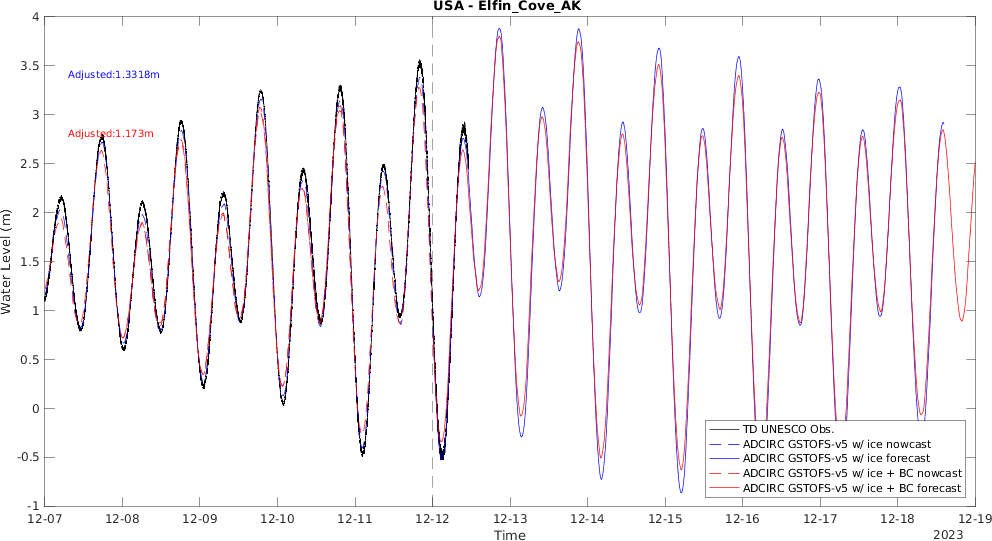 USA - Elfin_Cove_AK
4
3.5
3
2.5
2
1.5
1
0.5
0
-0.5
-1
Water Level (m)
Adjusted:1.3318m
Adjusted:1.173m
TD UNESCO Obs.
ADCIRC GSTOFS-v5 w/ ice nowcast
ADCIRC GSTOFS-v5 w/ ice forecast
ADCIRC GSTOFS-v5 w/ ice + BC nowcast
ADCIRC GSTOFS-v5 w/ ice + BC forecast
12-07 12-08 12-09 12-10 12-11 12-12 12-13 12-14 12-15 12-16 12-17 12-18 12-19
Time
2023